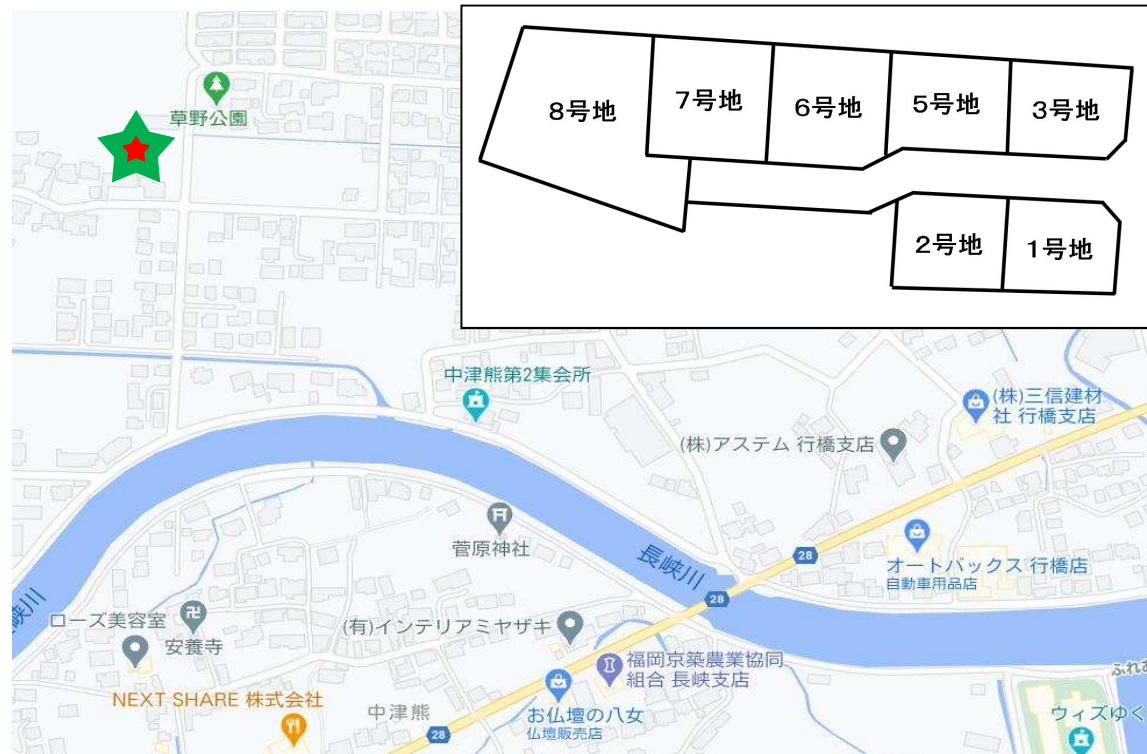 草野公園
8号地
7号地
6号地
5号地
3号地
2号地
1号地
中津熊第2集会所
(株)三信建材
社 行橋支店
(株)アステム 行橋支店
菅原神社
長峡川
28
28
オートバックス 行橋店
自動車用品店
峡川
ローズ美容室
安養寺
(有)インテリアミヤザキ
福岡京築農業協同
組合 長峡支店
ふれあ
NEXT SHARE 株式会社
中津熊
お仏壇の八女
仏壇販売店
28
ウィズゆく